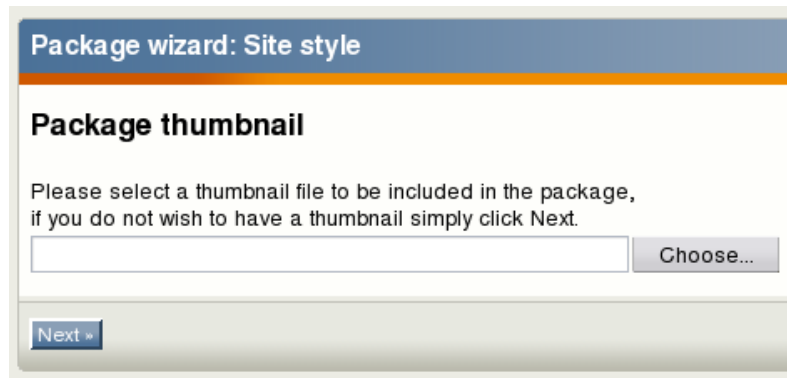 Package wizard: Site style
Package thumbnail
Please select a thumbnail file to be included in the package,
if you do not wish to have a thumbnail simply click Next.
Choose...
Next »